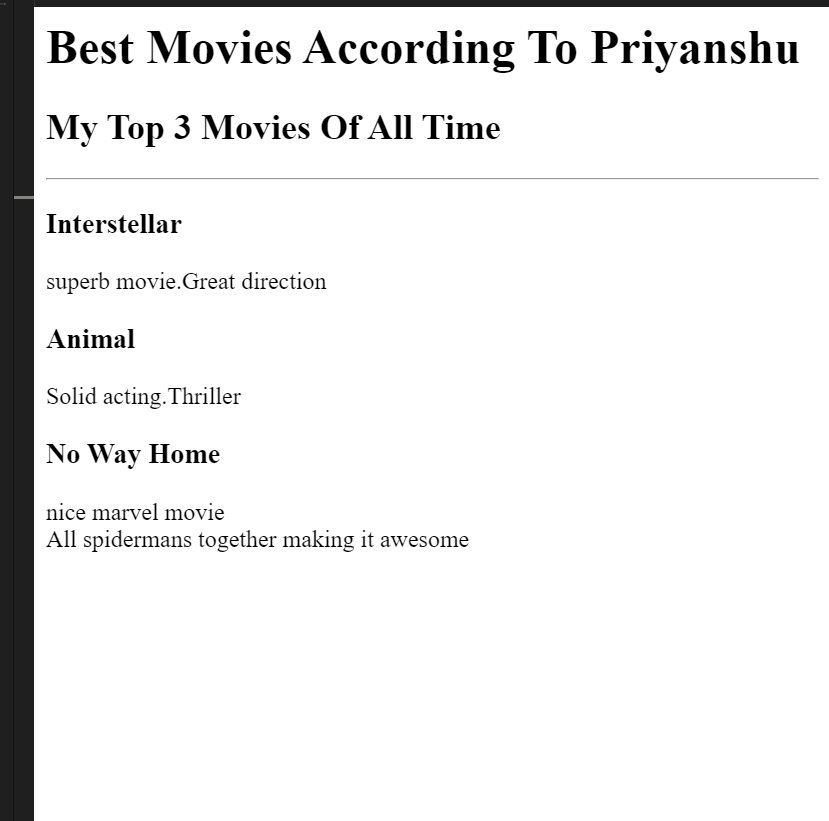 Best Movies According To Priyanshu
My Top 3 Movies Of All Time
Interstellar
superb movie.Great direction
Animal
Solid acting.Thriller
No Way Home
nice marvel movie
All spidermans together making it awesome